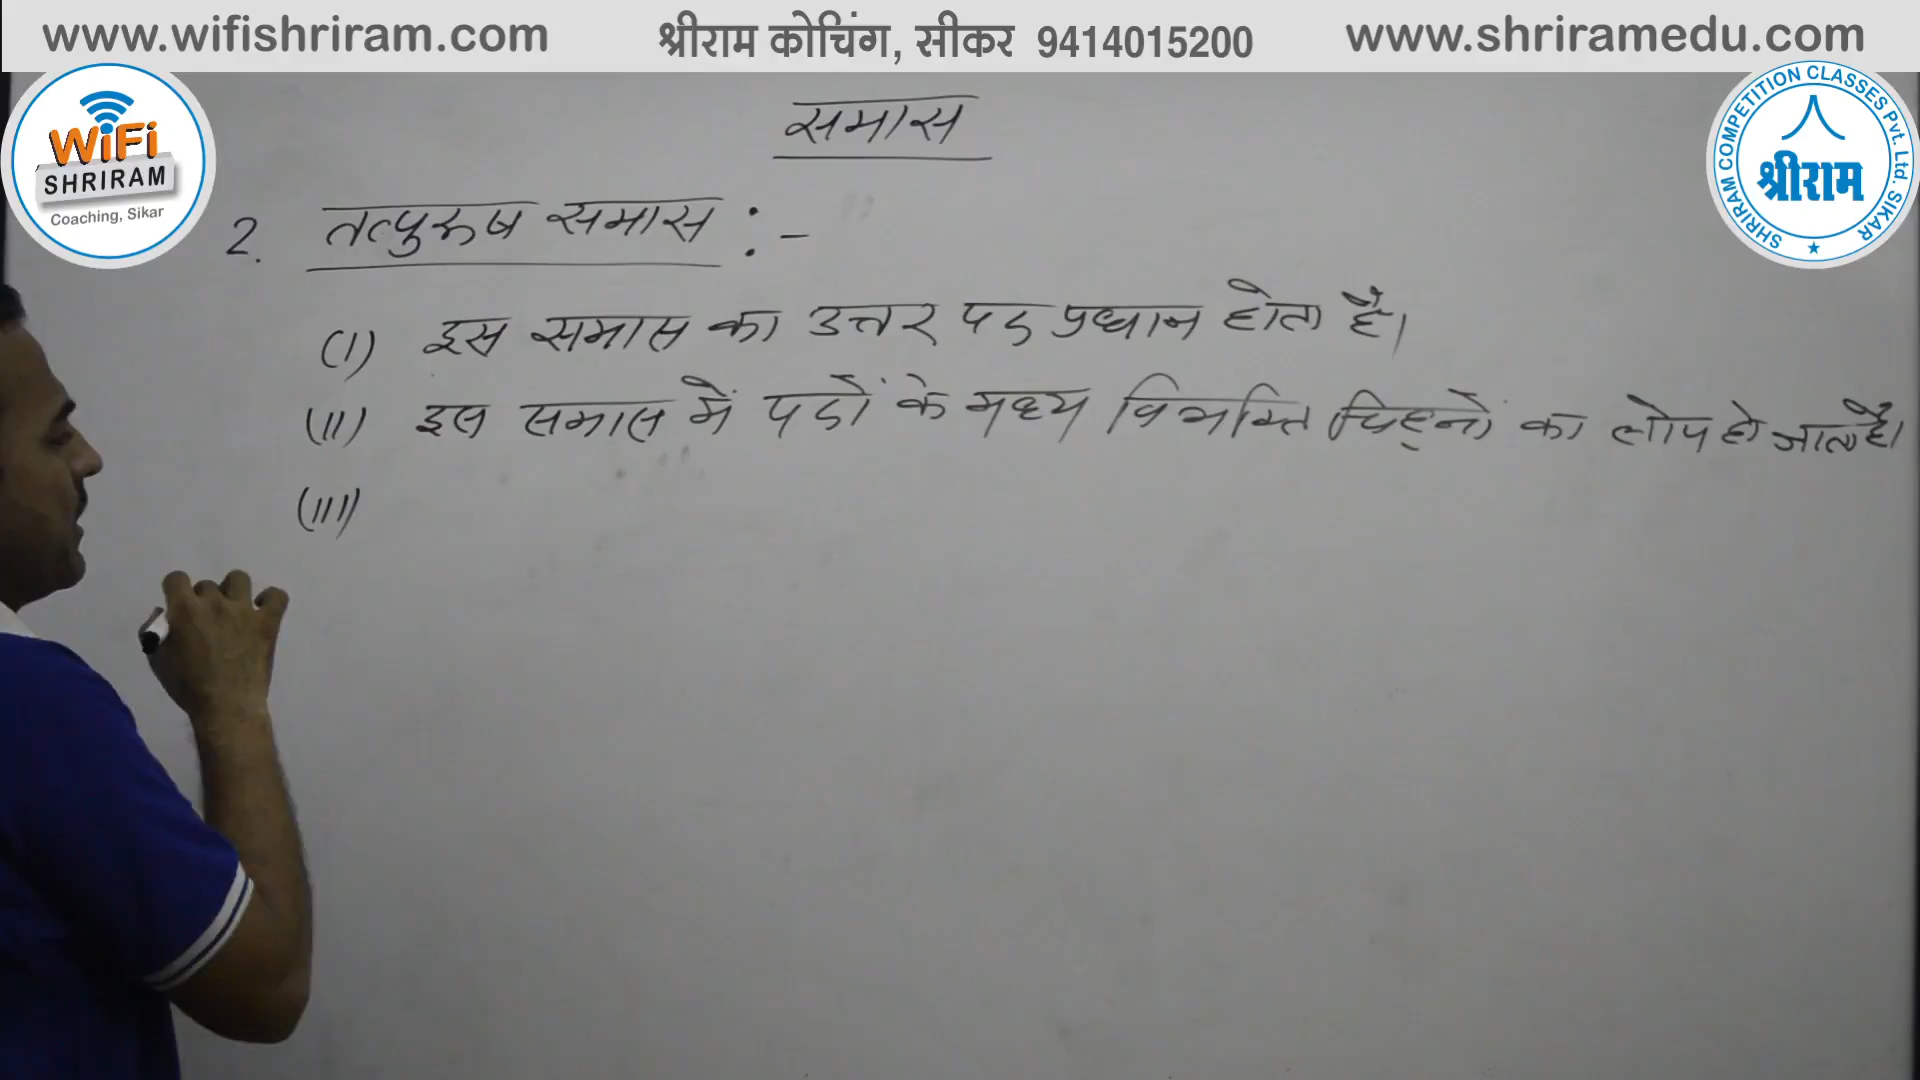 www.wifishriram.com श्रीराम कोचिंग, सीकर 9414015200 www.shriramedu.com
WiFi
SHRIRAM
Coaching, Sikar
SHRIRAM COMPETITION CLASSES Pvt. Ltd. SIKAR
श्रीराम
समास
2. तत्पुरुष समास :-
(I) इस समास का उत्तर पद प्रधान होता है।
(II) इस समास में पदों के मध्य विभक्ति चिह्नों का लोप हो जाता है।
(III)